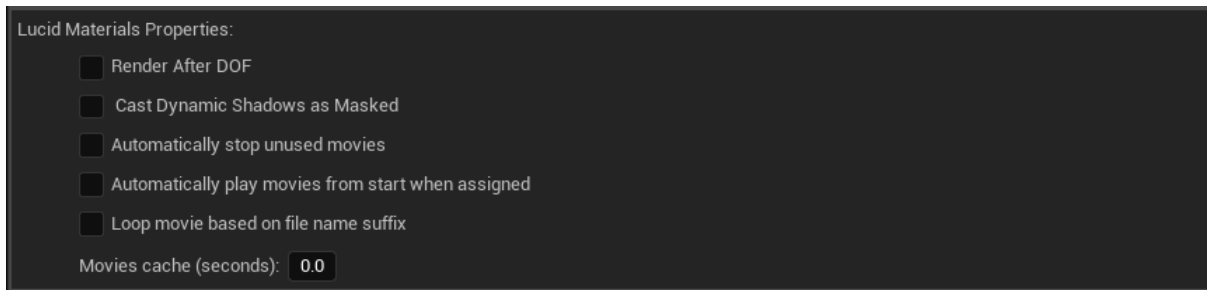 Lucid Materials Properties:
Render After DOF
Cast Dynamic Shadows as Masked
Automatically stop unused movies
Automatically play movies from start when assigned
Loop movie based on file name suffix
Movies cache (seconds): 0.0